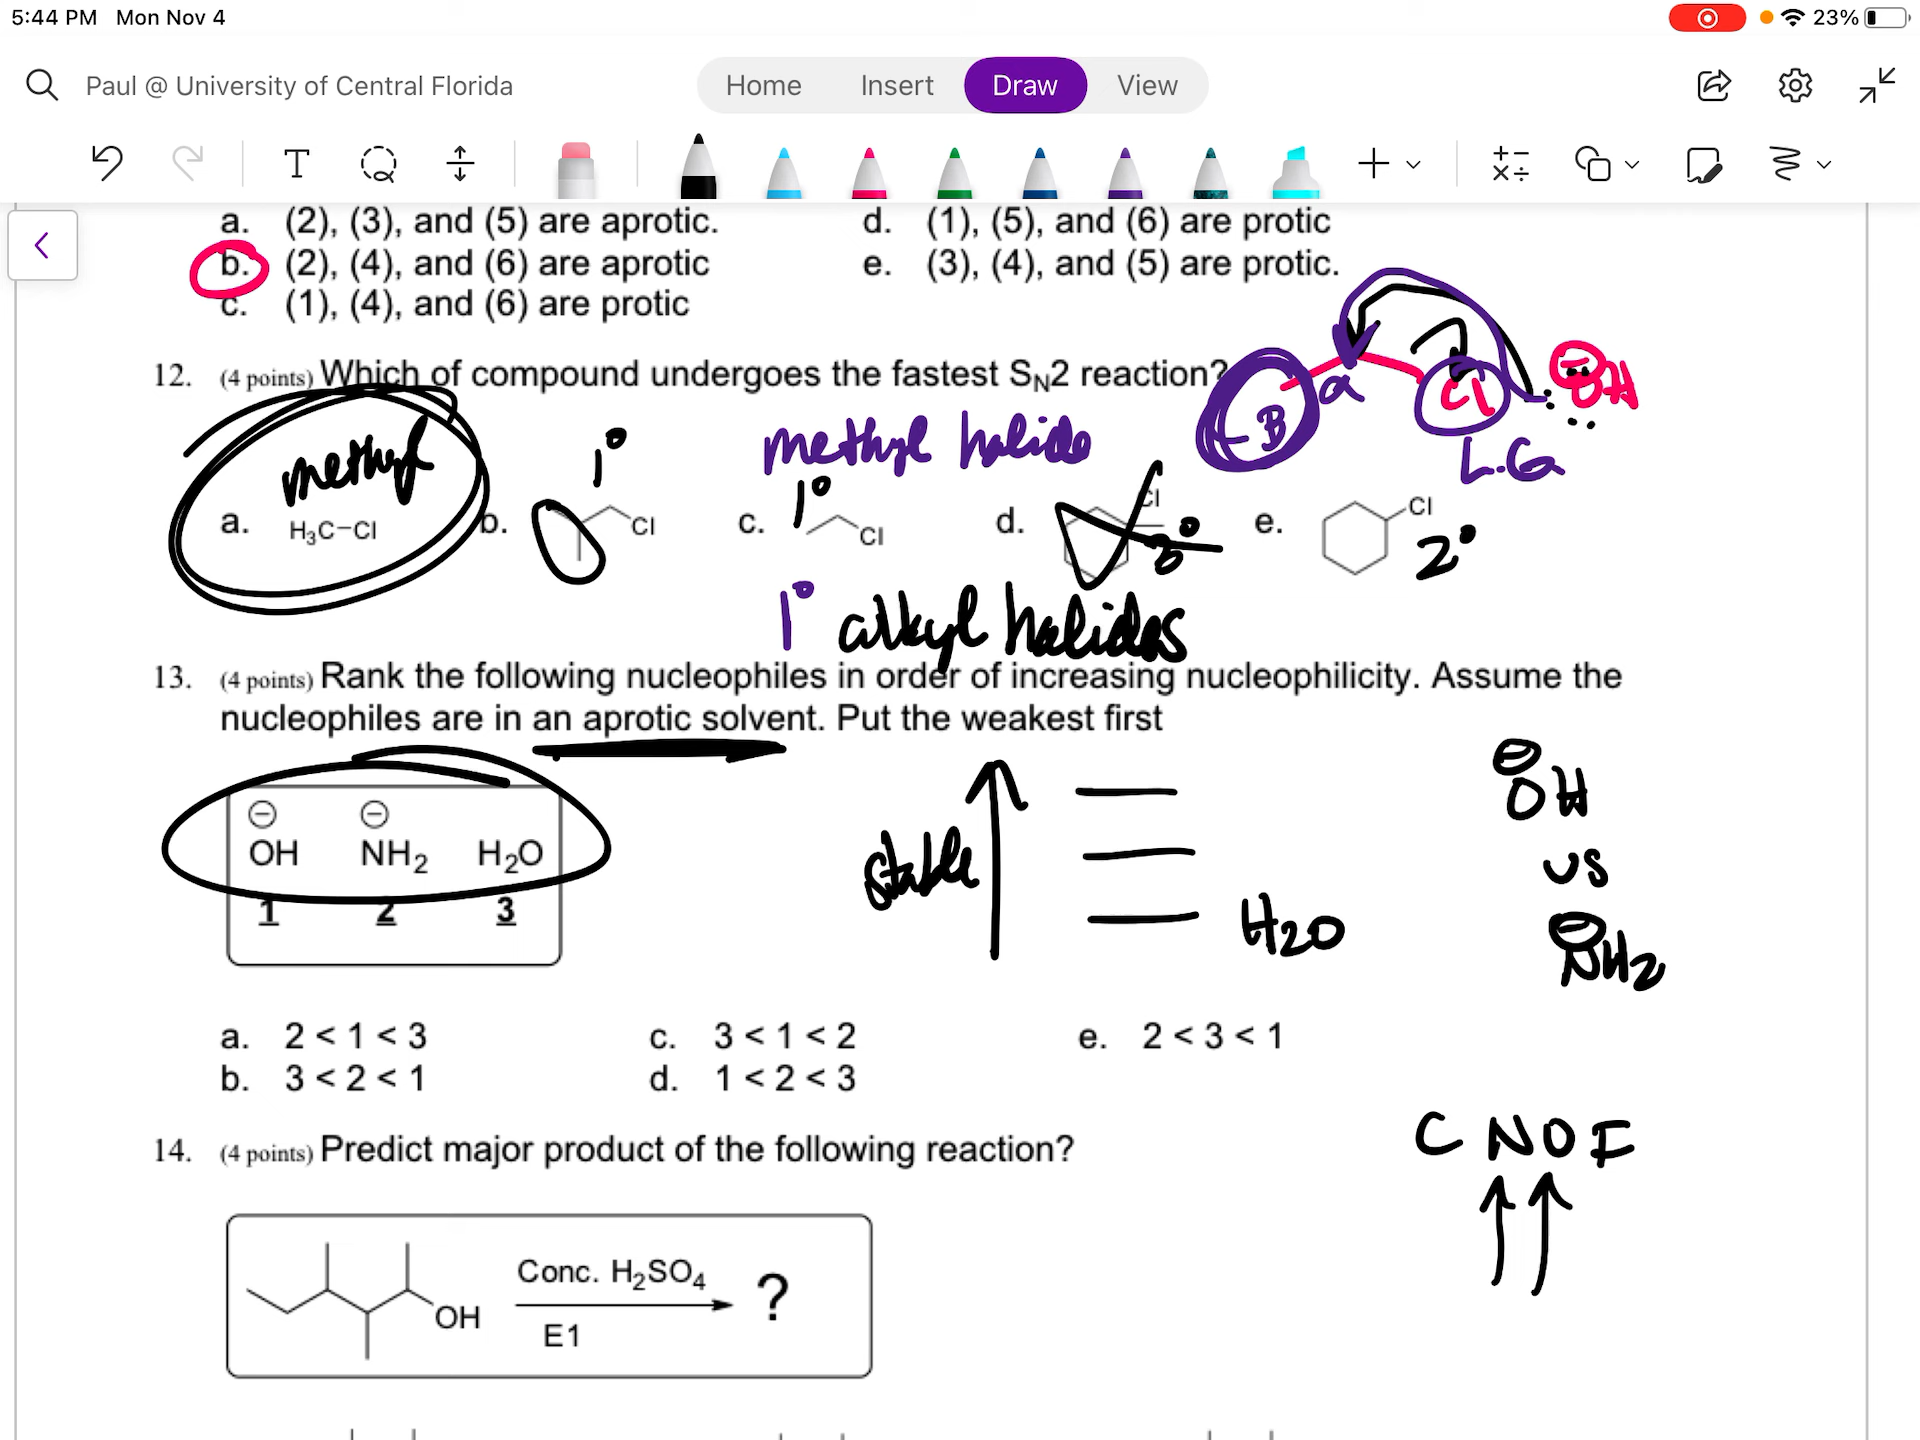 5:44 PM Mon Nov 4
23%
Paul @ University of Central Florida
Home Insert Draw View
T
a. (2), (3), and (5) are aprotic.
d. (1), (5), and (6) are protic
b. (2), (4), and (6) are aprotic
e. (3), (4), and (5) are protic.
c. (1), (4), and (6) are protic
12. (4 points) Which of compound undergoes the fastest SN2 reaction?
B α Cl OH
L.G
methyl
1°
methyl halide
a. H3C-Cl
b. Cl
c. 1° Cl
d. Cl 3°
e. Cl 2°
1° alkyl halides
13. (4 points) Rank the following nucleophiles in order of increasing nucleophilicity. Assume the
nucleophiles are in an aprotic solvent. Put the weakest first
⊖ ⊖
OH NH2 H2O
1 2 3
stable
H2O
⊖
OH
vs
⊖
NH2
a. 2 < 1 < 3
c. 3 < 1 < 2
e. 2 < 3 < 1
b. 3 < 2 < 1
d. 1 < 2 < 3
C N O F
14. (4 points) Predict major product of the following reaction?
OH
Conc. H2SO4
E1
?